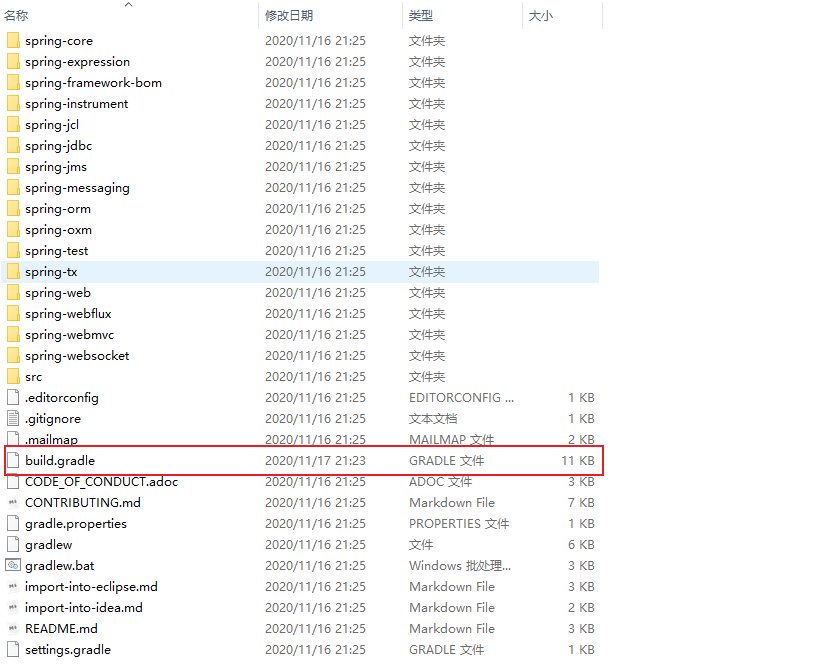 名称 修改日期 类型 大小
spring-core 2020/11/16 21:25 文件夹
spring-expression 2020/11/16 21:25 文件夹
spring-framework-bom 2020/11/16 21:25 文件夹
spring-instrument 2020/11/16 21:25 文件夹
spring-jcl 2020/11/16 21:25 文件夹
spring-jdbc 2020/11/16 21:25 文件夹
spring-jms 2020/11/16 21:25 文件夹
spring-messaging 2020/11/16 21:25 文件夹
spring-orm 2020/11/16 21:25 文件夹
spring-oxm 2020/11/16 21:25 文件夹
spring-test 2020/11/16 21:25 文件夹
spring-tx 2020/11/16 21:25 文件夹
spring-web 2020/11/16 21:25 文件夹
spring-webflux 2020/11/16 21:25 文件夹
spring-webmvc 2020/11/16 21:25 文件夹
spring-websocket 2020/11/16 21:25 文件夹
src 2020/11/16 21:25 文件夹
.editorconfig 2020/11/16 21:25 EDITORCONFIG ... 1 KB
.gitignore 2020/11/16 21:25 文本文档 1 KB
.mailmap 2020/11/16 21:25 MAILMAP 文件 2 KB
build.gradle 2020/11/17 21:23 GRADLE 文件 11 KB
CODE_OF_CONDUCT.adoc 2020/11/16 21:25 ADOC 文件 3 KB
CONTRIBUTING.md 2020/11/16 21:25 Markdown File 7 KB
gradle.properties 2020/11/16 21:25 PROPERTIES 文件 1 KB
gradlew 2020/11/16 21:25 文件 6 KB
gradlew.bat 2020/11/16 21:25 Windows 批处理... 3 KB
import-into-eclipse.md 2020/11/16 21:25 Markdown File 3 KB
import-into-idea.md 2020/11/16 21:25 Markdown File 2 KB
README.md 2020/11/16 21:25 Markdown File 3 KB
settings.gradle 2020/11/16 21:25 GRADLE 文件 1 KB